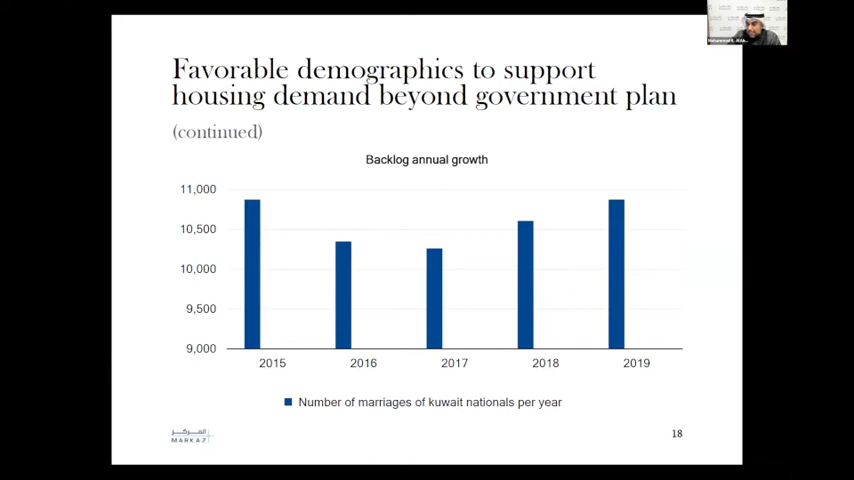 Favorable demographics to support
housing demand beyond government plan
(continued)
Backlog annual growth
11,000
10,500
10,000
9,500
9,000
2015 2016 2017 2018 2019
Number of marriages of kuwait nationals per year
المركز
MARKAZ
18